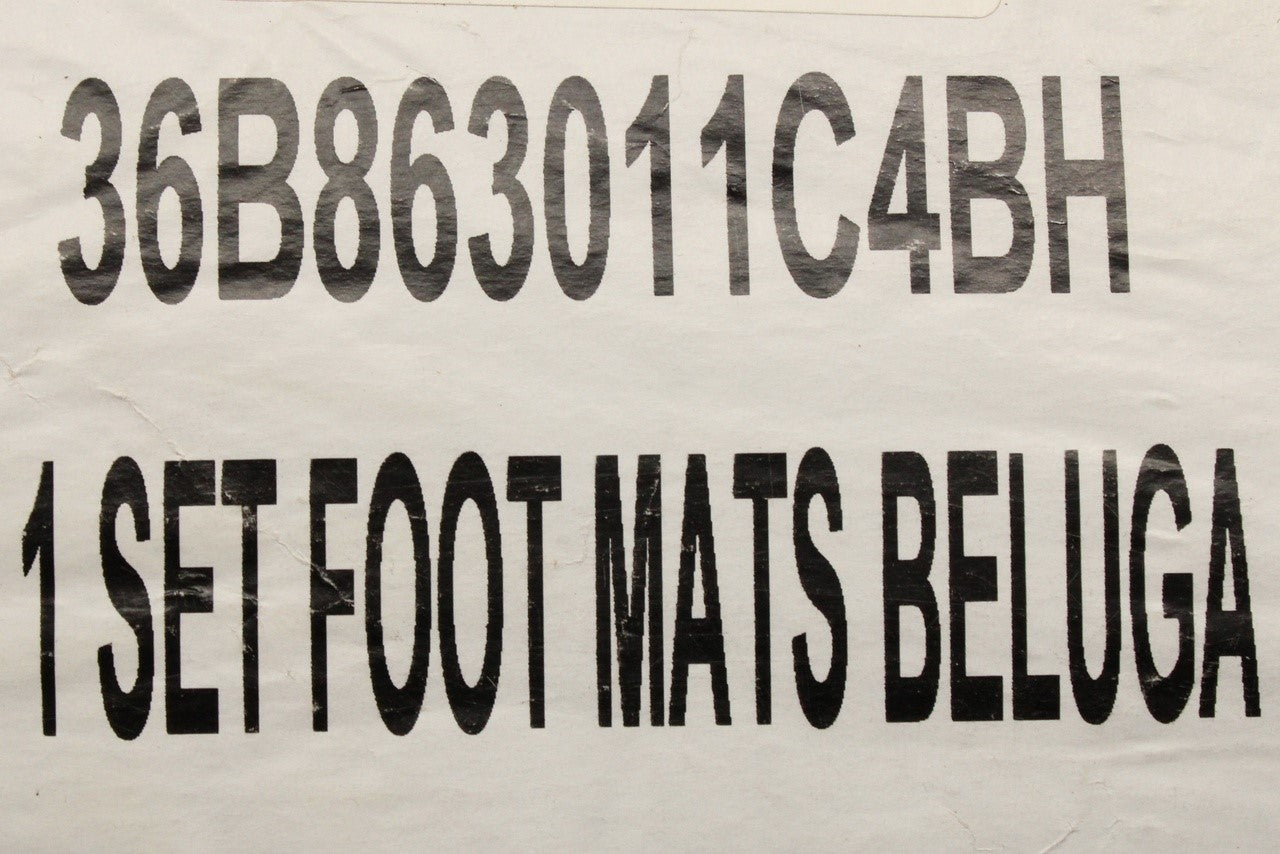 36B863011C4BH
1 SET FOOT MATS BELUGA